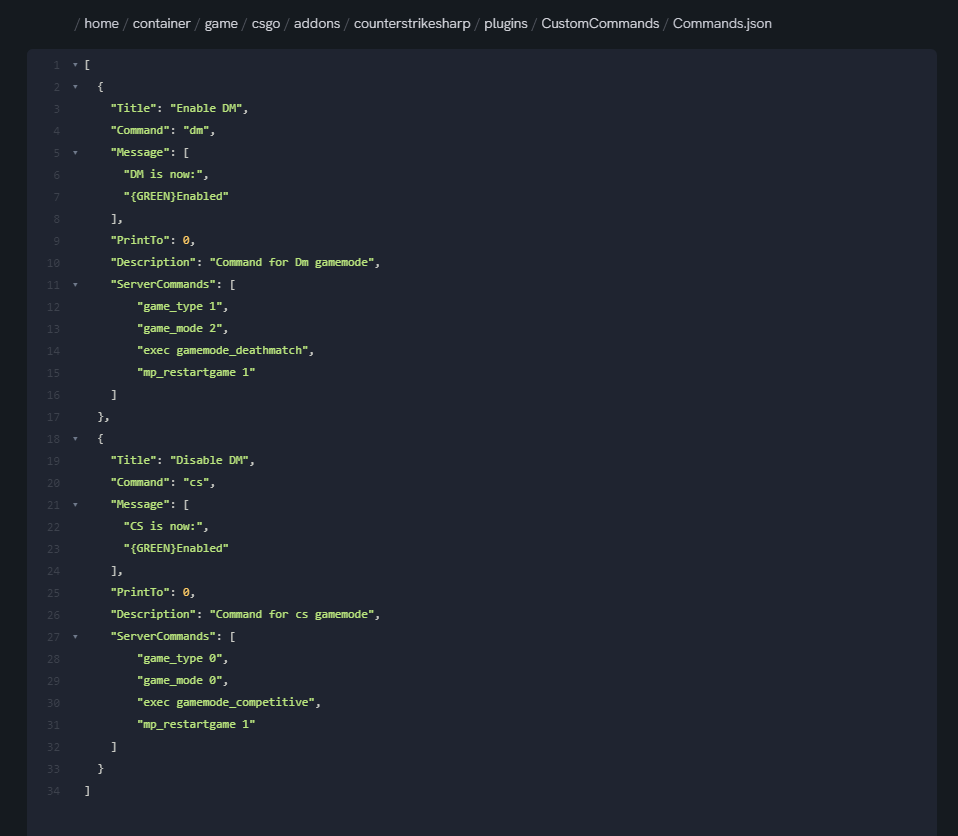 / home / container / game / csgo / addons / counterstrikesharp / plugins / CustomCommands / Commands.json
1 [
2 {
3 "Title": "Enable DM",
4 "Command": "dm",
5 "Message": [
6 "DM is now:",
7 "{GREEN}Enabled"
8 ],
9 "PrintTo": 0,
10 "Description": "Command for Dm gamemode",
11 "ServerCommands": [
12 "game_type 1",
13 "game_mode 2",
14 "exec gamemode_deathmatch",
15 "mp_restartgame 1"
16 ]
17 },
18 {
19 "Title": "Disable DM",
20 "Command": "cs",
21 "Message": [
22 "CS is now:",
23 "{GREEN}Enabled"
24 ],
25 "PrintTo": 0,
26 "Description": "Command for cs gamemode",
27 "ServerCommands": [
28 "game_type 0",
29 "game_mode 0",
30 "exec gamemode_competitive",
31 "mp_restartgame 1"
32 ]
33 }
34 ]